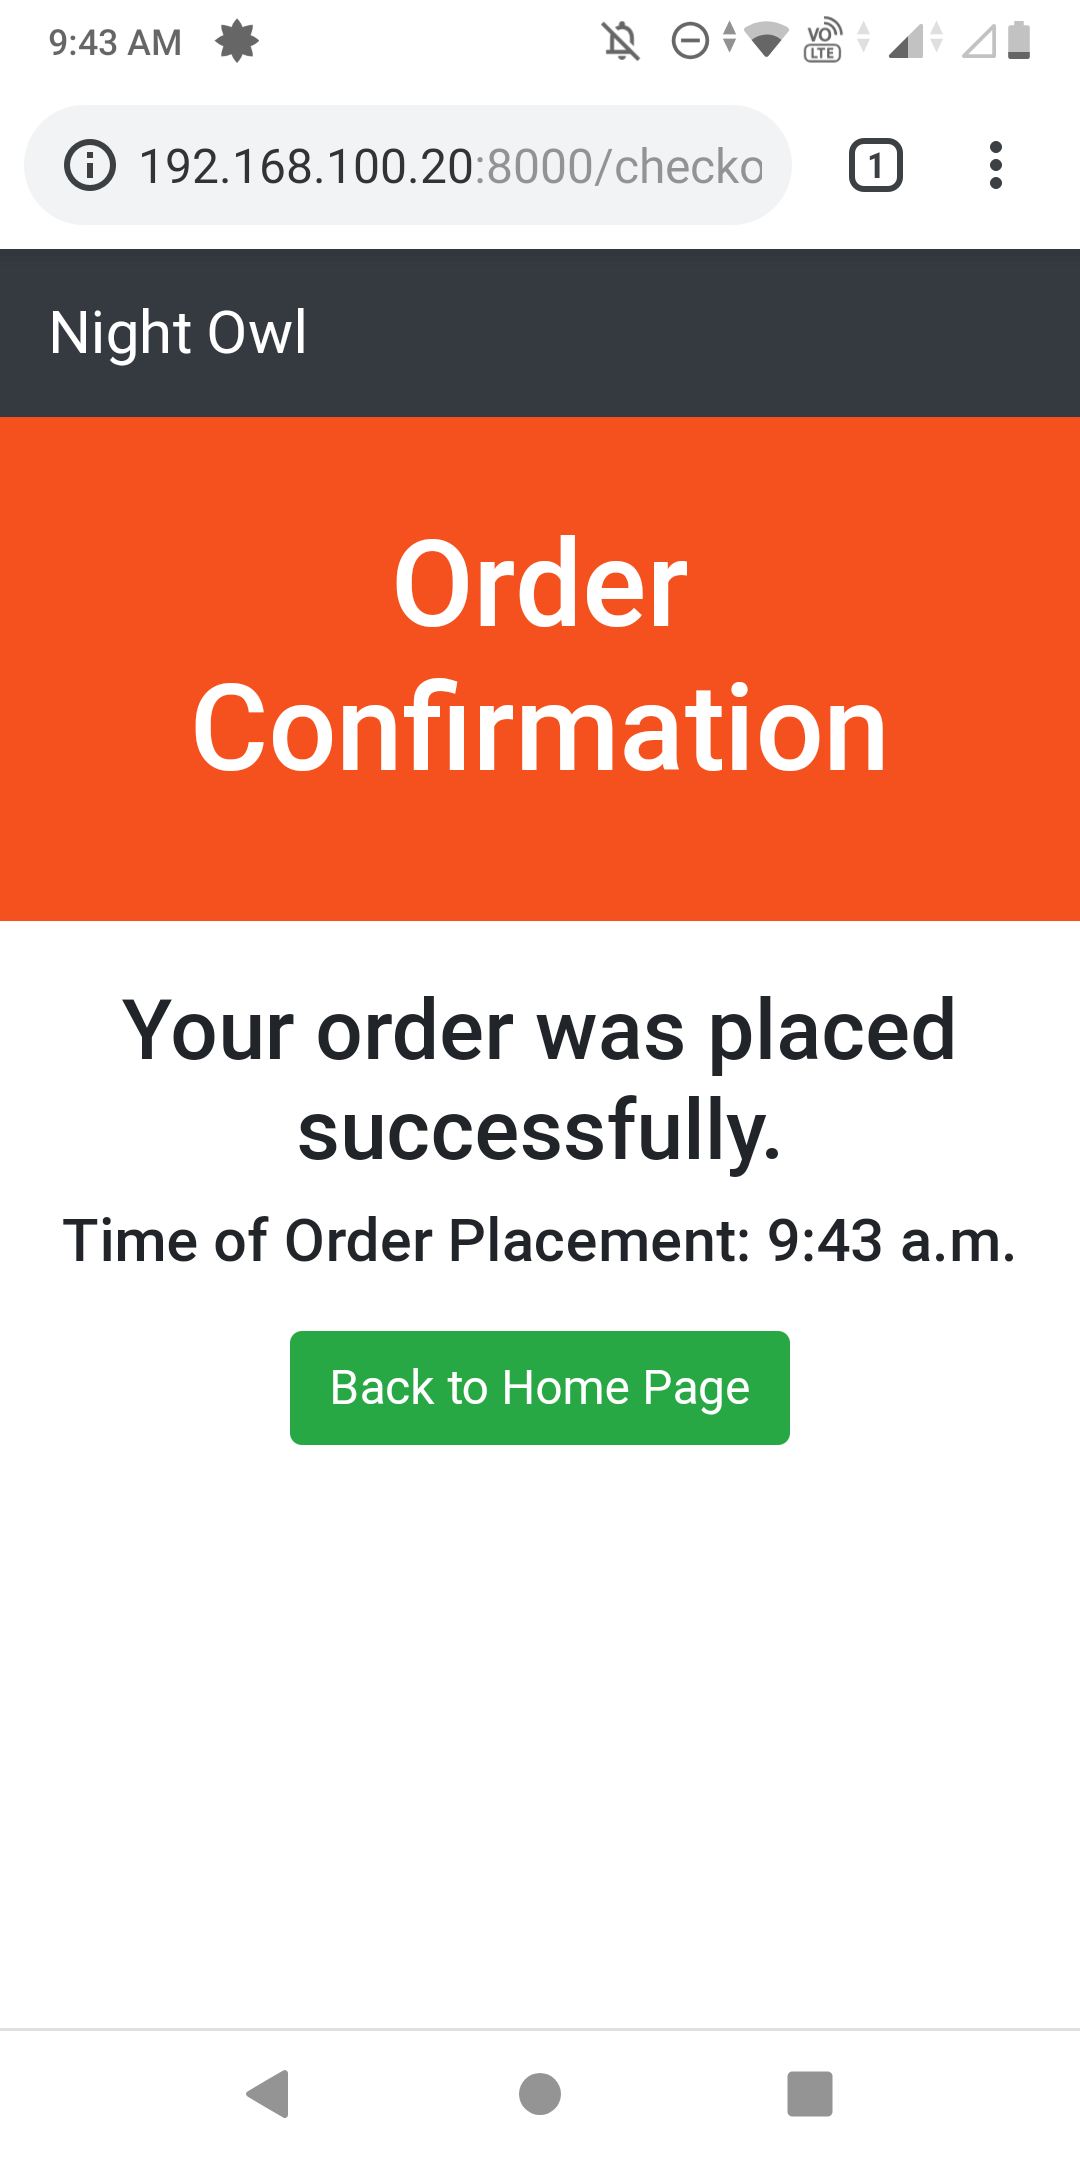 9:43 AM
VO LTE
192.168.100.20:8000/checko
1
Night Owl
Order
Confirmation
Your order was placed
successfully.
Time of Order Placement: 9:43 a.m.
Back to Home Page